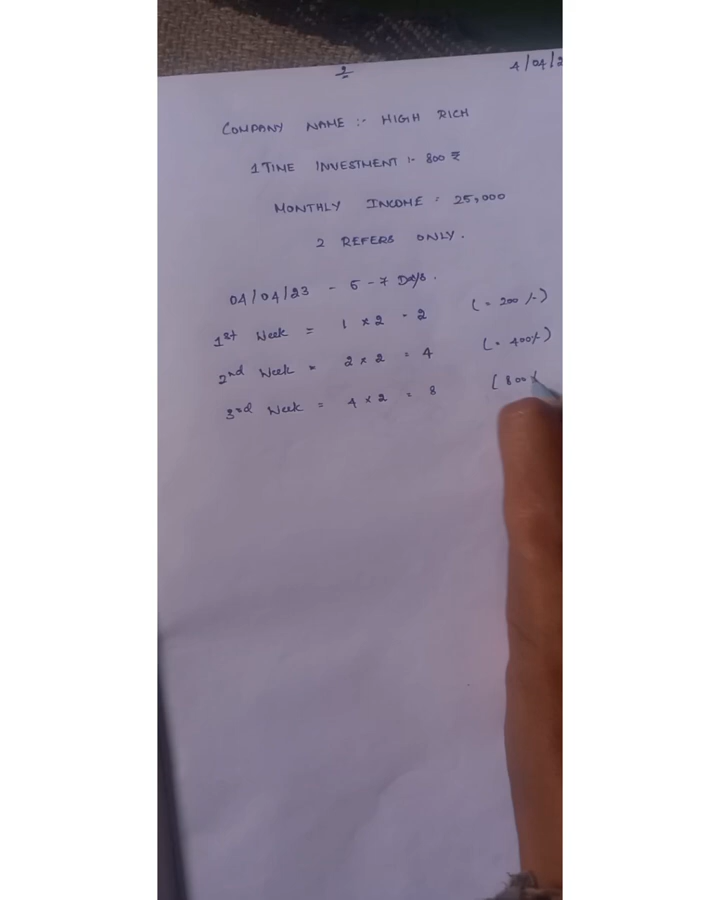 2
4/04/2
COMPANY NAME :- HIGH RICH
1 TIME INVESTMENT :- 800 ₹
MONTHLY INCOME = 25,000
2 REFERS ONLY.
04/04/23 - 6 - 7 Days.
1st Week = 1 x 2 = 2 (= 200 /-)
2nd Week = 2 x 2 = 4 (= 400/-)
3rd Week = 4 x 2 = 8 (800